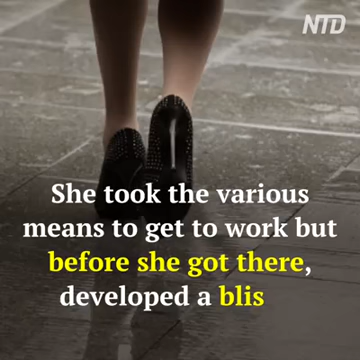 NTD
She took the various
means to get to work but
before she got there,
developed a blis